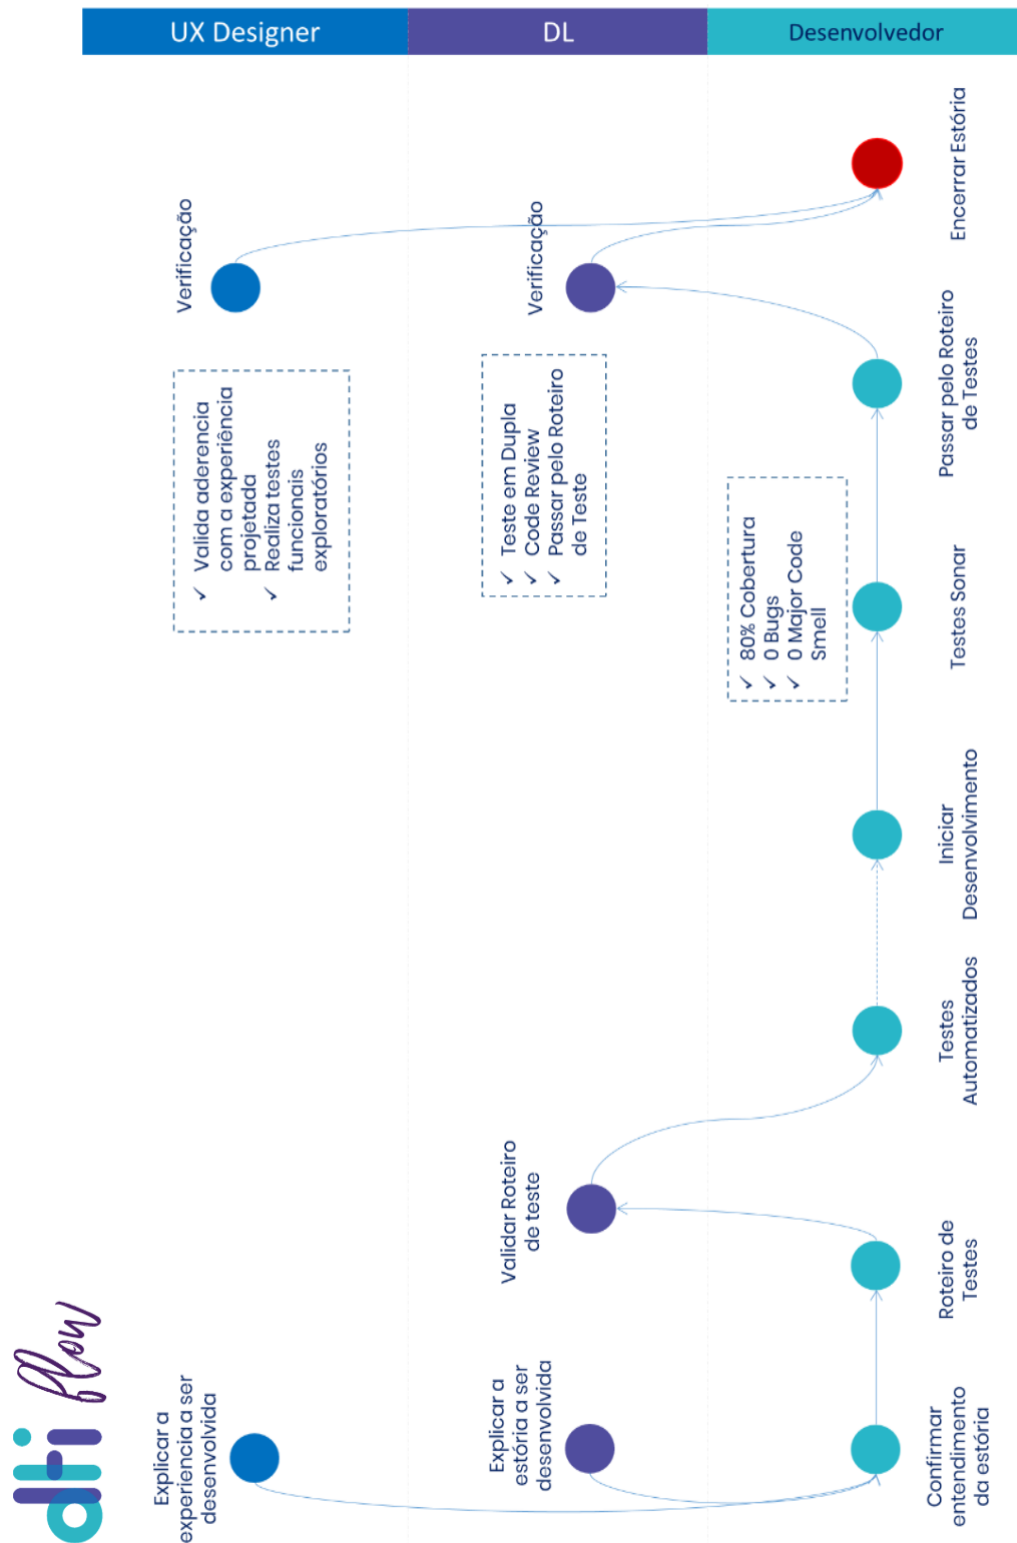 UX Designer
DL
Desenvolvedor
dti flow
Explicar a
experiencia a ser
desenvolvida
Verificação
✓ Valida aderencia
com a experiência
projetada
✓ Realiza testes
funcionais
exploratórios
Explicar a
estória a ser
desenvolvida
Validar Roteiro
de teste
Verificação
✓ Teste em Dupla
✓ Code Review
✓ Passar pelo Roteiro
de Teste
Confirmar
entendimento
da estória
Roteiro de
Testes
Testes
Automatizados
Iniciar
Desenvolvimento
✓ 80% Cobertura
✓ 0 Bugs
✓ 0 Major Code
Smell
Testes Sonar
Passar pelo Roteiro
de Testes
Encerrar Estória